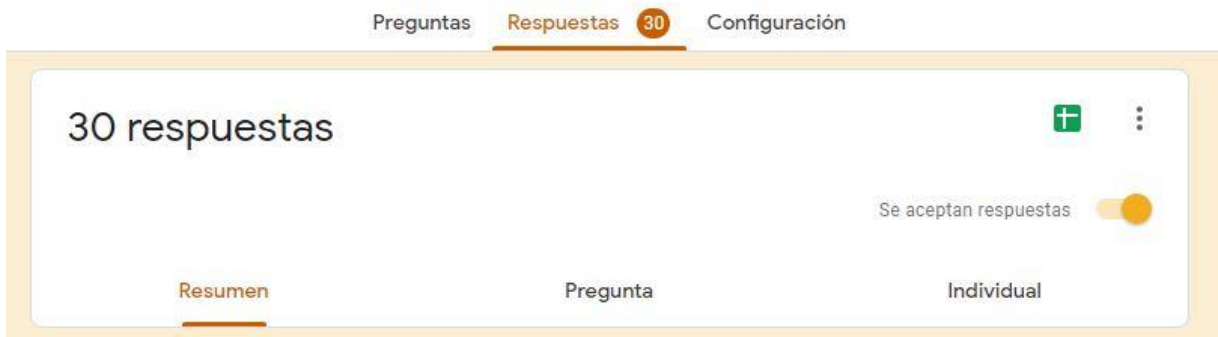 Preguntas Respuestas 30 Configuración
30 respuestas
Se aceptan respuestas
Resumen Pregunta Individual